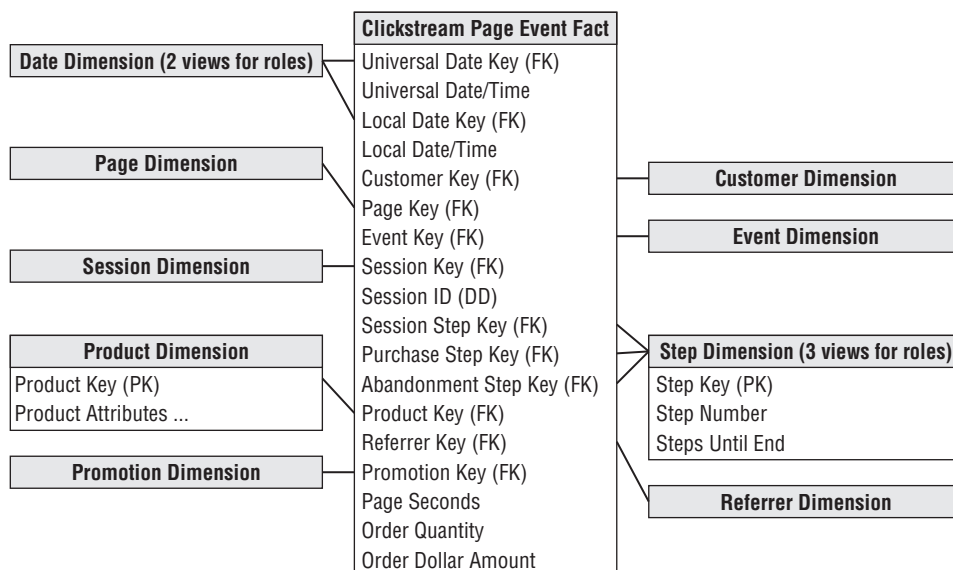 Clickstream Page Event Fact
Universal Date Key (FK)
Universal Date/Time
Local Date Key (FK)
Local Date/Time
Customer Key (FK)
Page Key (FK)
Event Key (FK)
Session Key (FK)
Session ID (DD)
Session Step Key (FK)
Purchase Step Key (FK)
Abandonment Step Key (FK)
Product Key (FK)
Referrer Key (FK)
Promotion Key (FK)
Page Seconds
Order Quantity
Order Dollar Amount
Date Dimension (2 views for roles)
Page Dimension
Session Dimension
Product Dimension
Product Key (PK)
Product Attributes ...
Promotion Dimension
Customer Dimension
Event Dimension
Step Dimension (3 views for roles)
Step Key (PK)
Step Number
Steps Until End
Referrer Dimension